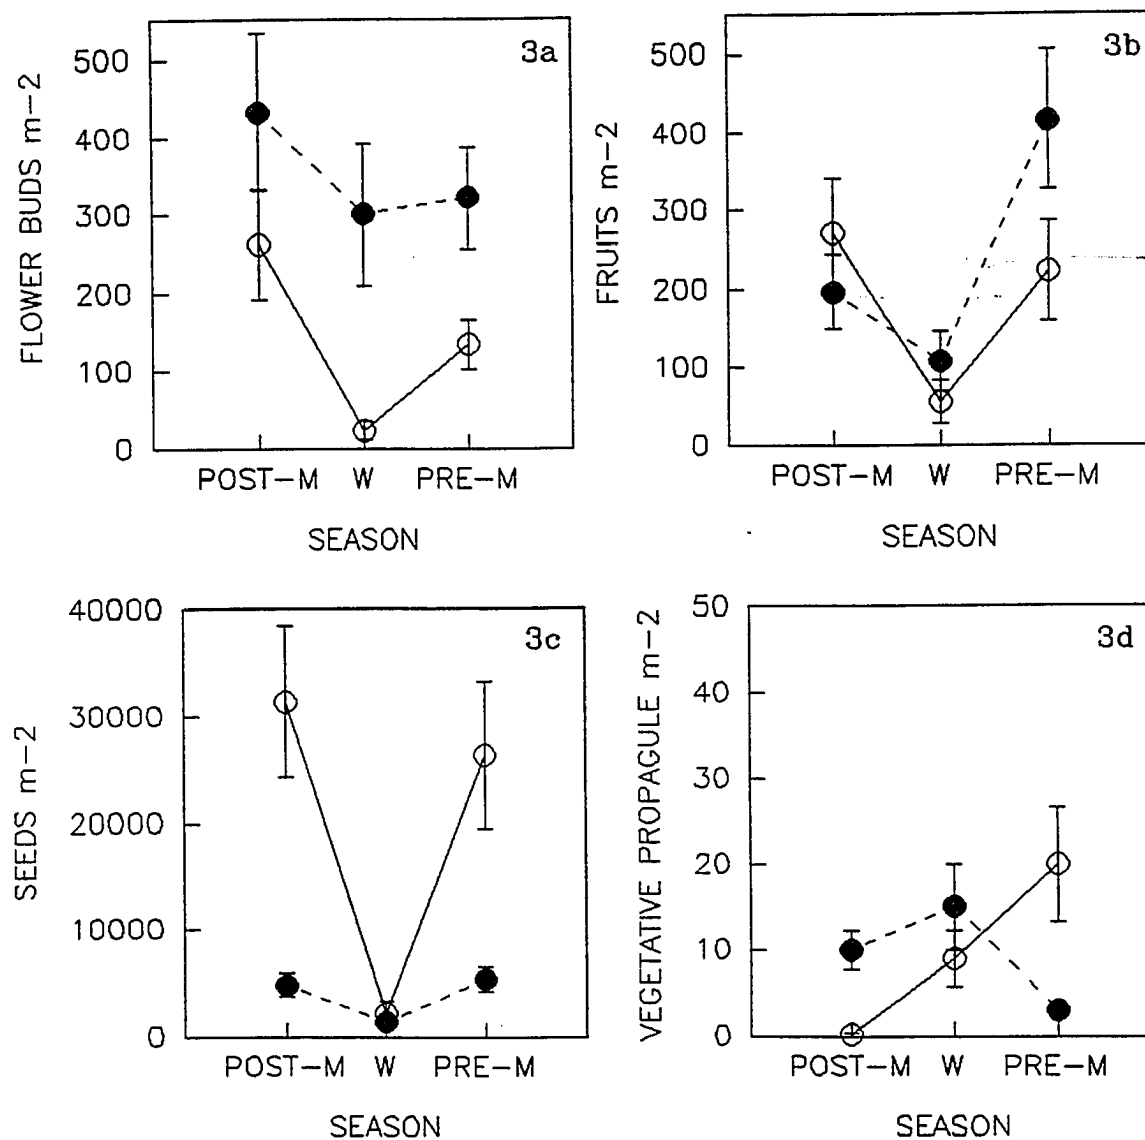 3a
500
400
300
200
100
0
FLOWER BUDS m-2
POST-M W PRE-M
SEASON
3b
500
400
300
200
100
0
FRUITS m-2
POST-M W PRE-M
SEASON
3c
40000
30000
20000
10000
0
SEEDS m-2
POST-M W PRE-M
SEASON
3d
50
40
30
20
10
0
VEGETATIVE PROPAGULE m-2
POST-M W PRE-M
SEASON